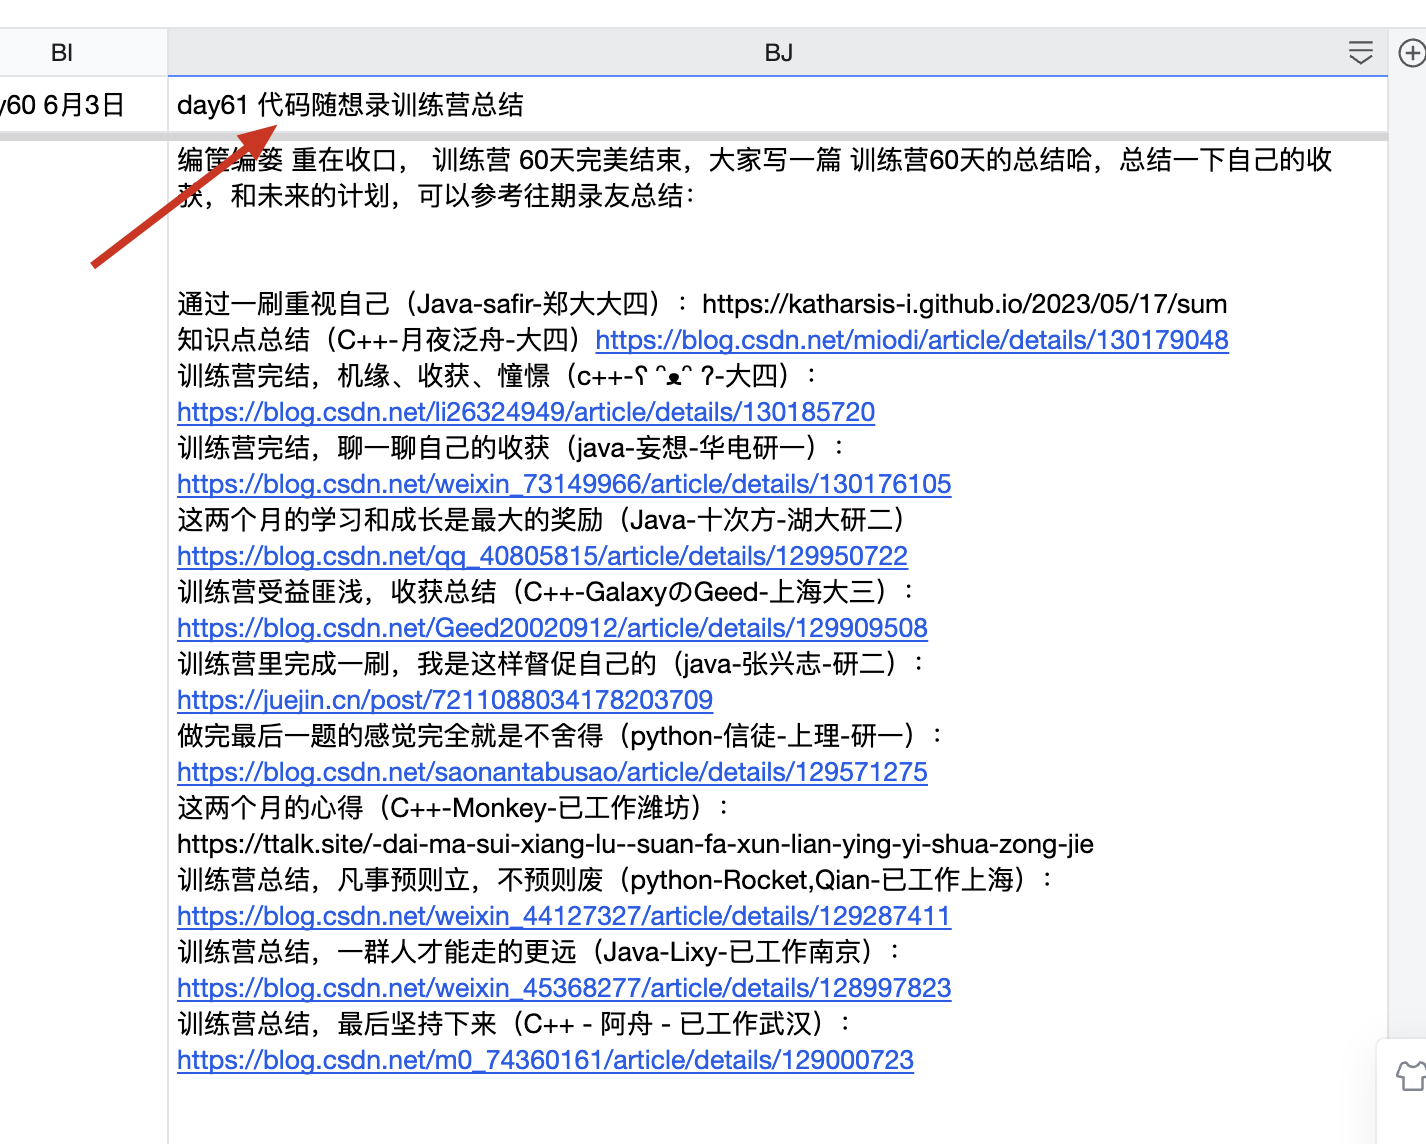 BI
BJ
y60 6月3日
day61 代码随想录训练营总结
编筐编篓 重在收口， 训练营 60天完美结束，大家写一篇 训练营60天的总结哈，总结一下自己的收
获，和未来的计划，可以参考往期录友总结：
通过一刷重视自己（Java-safir-郑大大四）：https://katharsis-i.github.io/2023/05/17/sum
知识点总结（C++-月夜泛舟-大四）https://blog.csdn.net/miodi/article/details/130179048
训练营完结，机缘、收获、憧憬（c++-ʕ ᵔᴥᵔ ʔ-大四）：
https://blog.csdn.net/li26324949/article/details/130185720
训练营完结，聊一聊自己的收获（java-妄想-华电研一）：
https://blog.csdn.net/weixin_73149966/article/details/130176105
这两个月的学习和成长是最大的奖励（Java-十次方-湖大研二）
https://blog.csdn.net/qq_40805815/article/details/129950722
训练营受益匪浅，收获总结（C++-GalaxyのGeed-上海大三）：
https://blog.csdn.net/Geed20020912/article/details/129909508
训练营里完成一刷，我是这样督促自己的（java-张兴志-研二）：
https://juejin.cn/post/7211088034178203709
做完最后一题的感觉完全就是不舍得（python-信徒-上理-研一）：
https://blog.csdn.net/saonantabusao/article/details/129571275
这两个月的心得（C++-Monkey-已工作潍坊）：
https://ttalk.site/-dai-ma-sui-xiang-lu--suan-fa-xun-lian-ying-yi-shua-zong-jie
训练营总结，凡事预则立，不预则废（python-Rocket,Qian-已工作上海）：
https://blog.csdn.net/weixin_44127327/article/details/129287411
训练营总结，一群人才能走的更远（Java-Lixy-已工作南京）：
https://blog.csdn.net/weixin_45368277/article/details/128997823
训练营总结，最后坚持下来（C++ - 阿舟 - 已工作武汉）：
https://blog.csdn.net/m0_74360161/article/details/129000723